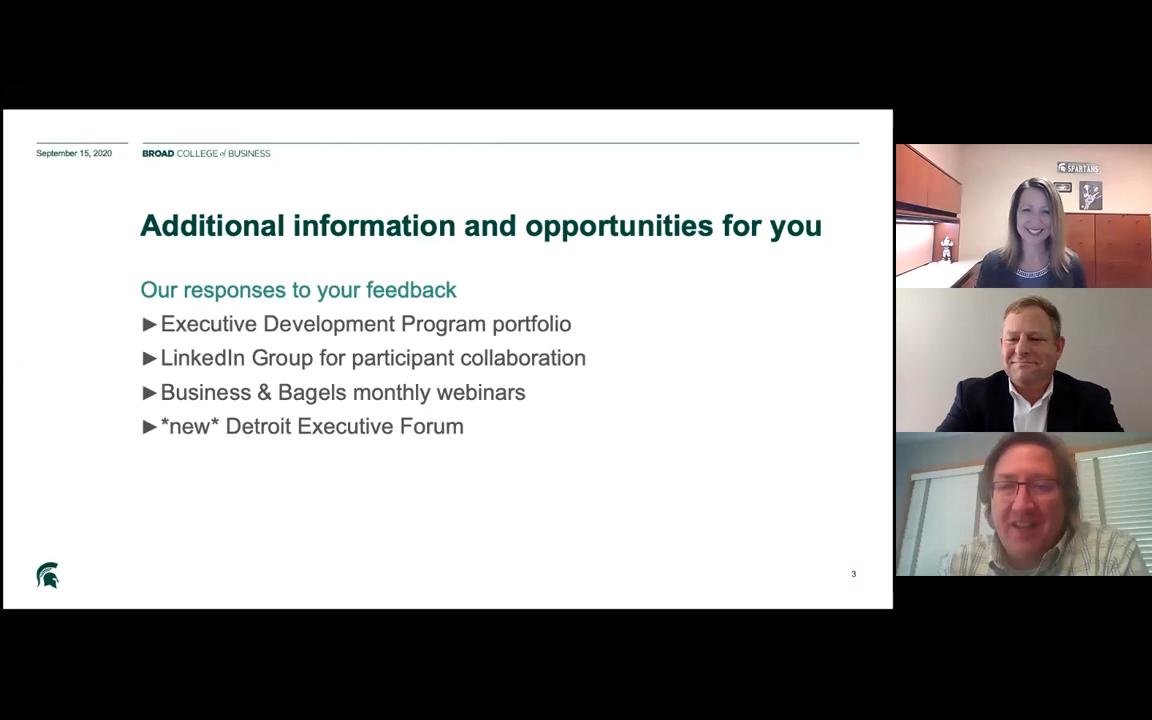 September 15, 2020
BROAD COLLEGE of BUSINESS
Additional information and opportunities for you
Our responses to your feedback
►Executive Development Program portfolio
►LinkedIn Group for participant collaboration
►Business & Bagels monthly webinars
►*new* Detroit Executive Forum
3
SPARTANS